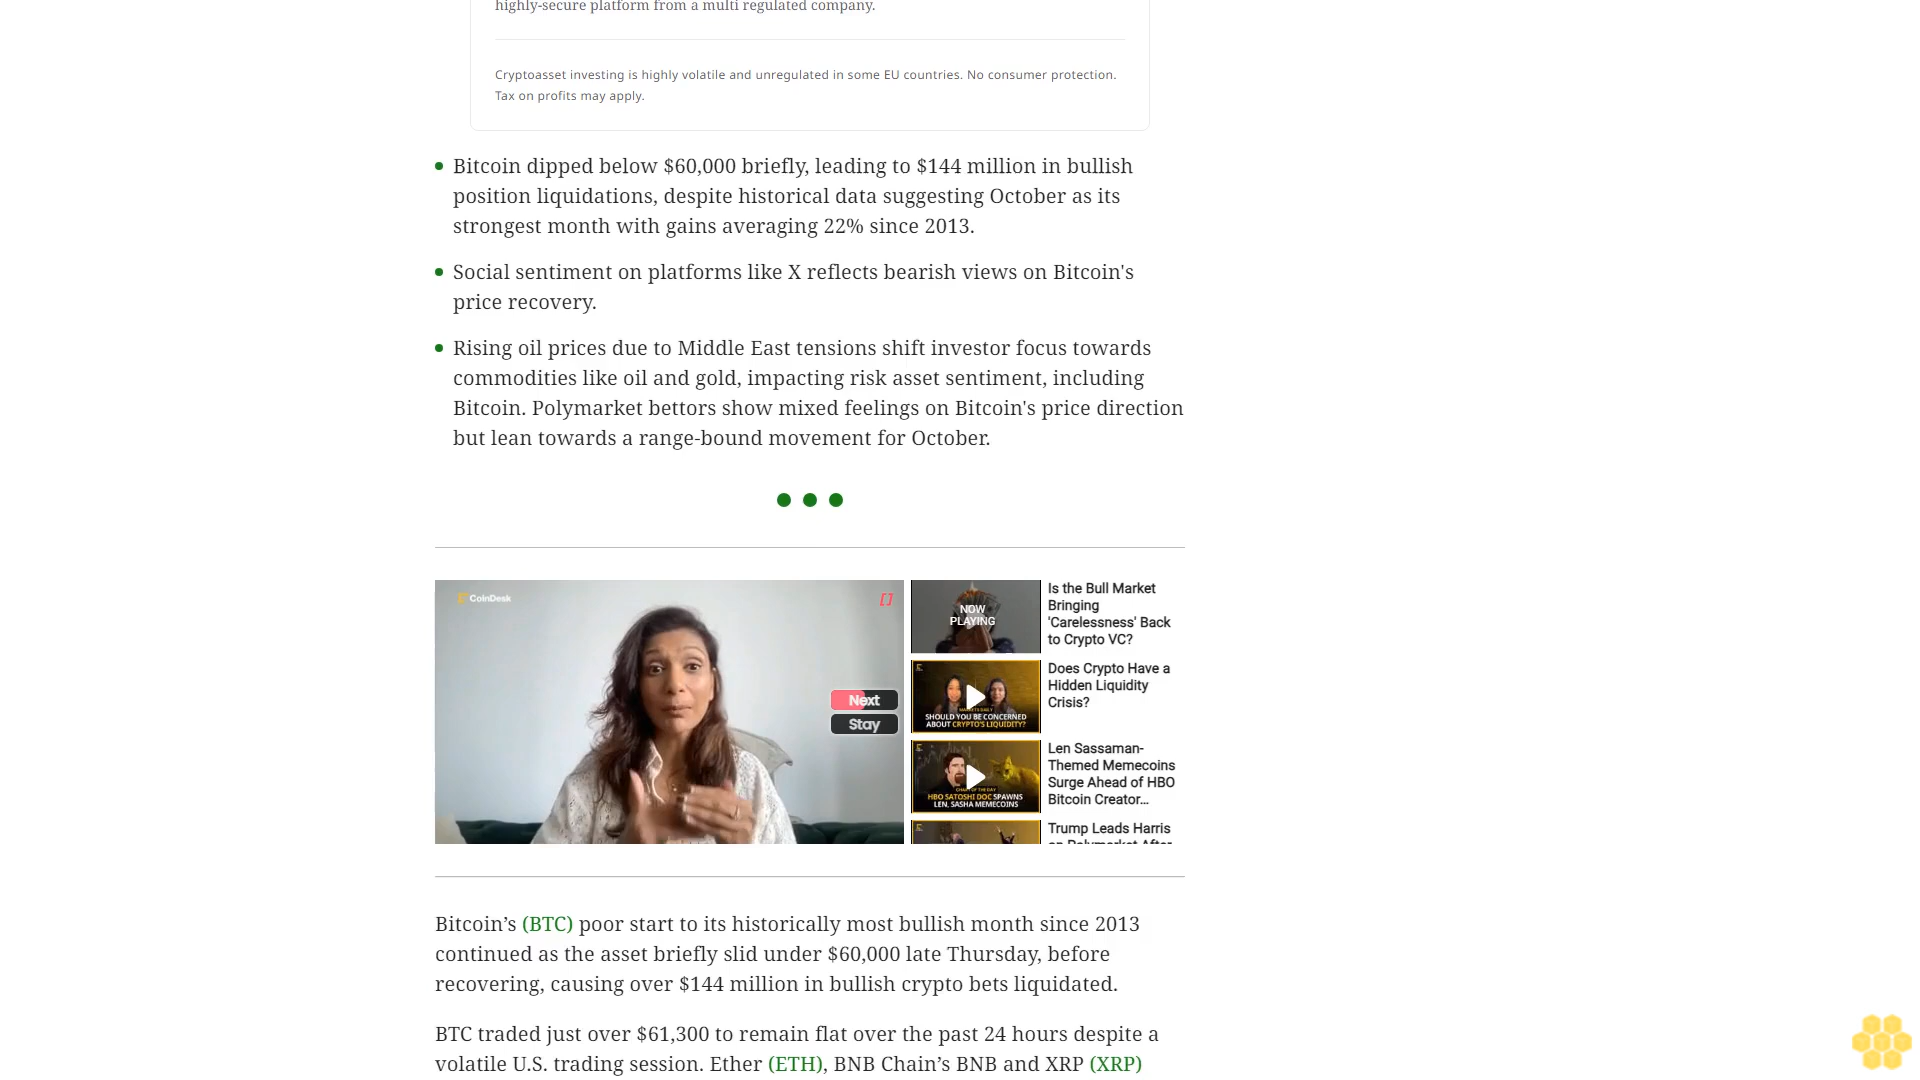 highly-secure platform from a multi regulated company.
Cryptoasset investing is highly volatile and unregulated in some EU countries. No consumer protection.
Tax on profits may apply.
Bitcoin dipped below $60,000 briefly, leading to $144 million in bullish
position liquidations, despite historical data suggesting October as its
strongest month with gains averaging 22% since 2013.
Social sentiment on platforms like X reflects bearish views on Bitcoin's
price recovery.
Rising oil prices due to Middle East tensions shift investor focus towards
commodities like oil and gold, impacting risk asset sentiment, including
Bitcoin. Polymarket bettors show mixed feelings on Bitcoin's price direction
but lean towards a range-bound movement for October.
CoinDesk
Next
Stay
NOW
PLAYING
Is the Bull Market
Bringing
'Carelessness' Back
to Crypto VC?
MARKETS DAILY
SHOULD YOU BE CONCERNED
ABOUT CRYPTO'S LIQUIDITY?
Does Crypto Have a
Hidden Liquidity
Crisis?
CHART OF THE DAY
HBO SATOSHI DOC SPAWNS
LEN, SASHA MEMECOINS
Len Sassaman-
Themed Memecoins
Surge Ahead of HBO
Bitcoin Creator...
Trump Leads Harris
on Polymarket After
Bitcoin’s (BTC) poor start to its historically most bullish month since 2013
continued as the asset briefly slid under $60,000 late Thursday, before
recovering, causing over $144 million in bullish crypto bets liquidated.
BTC traded just over $61,300 to remain flat over the past 24 hours despite a
volatile U.S. trading session. Ether (ETH), BNB Chain’s BNB and XRP (XRP)